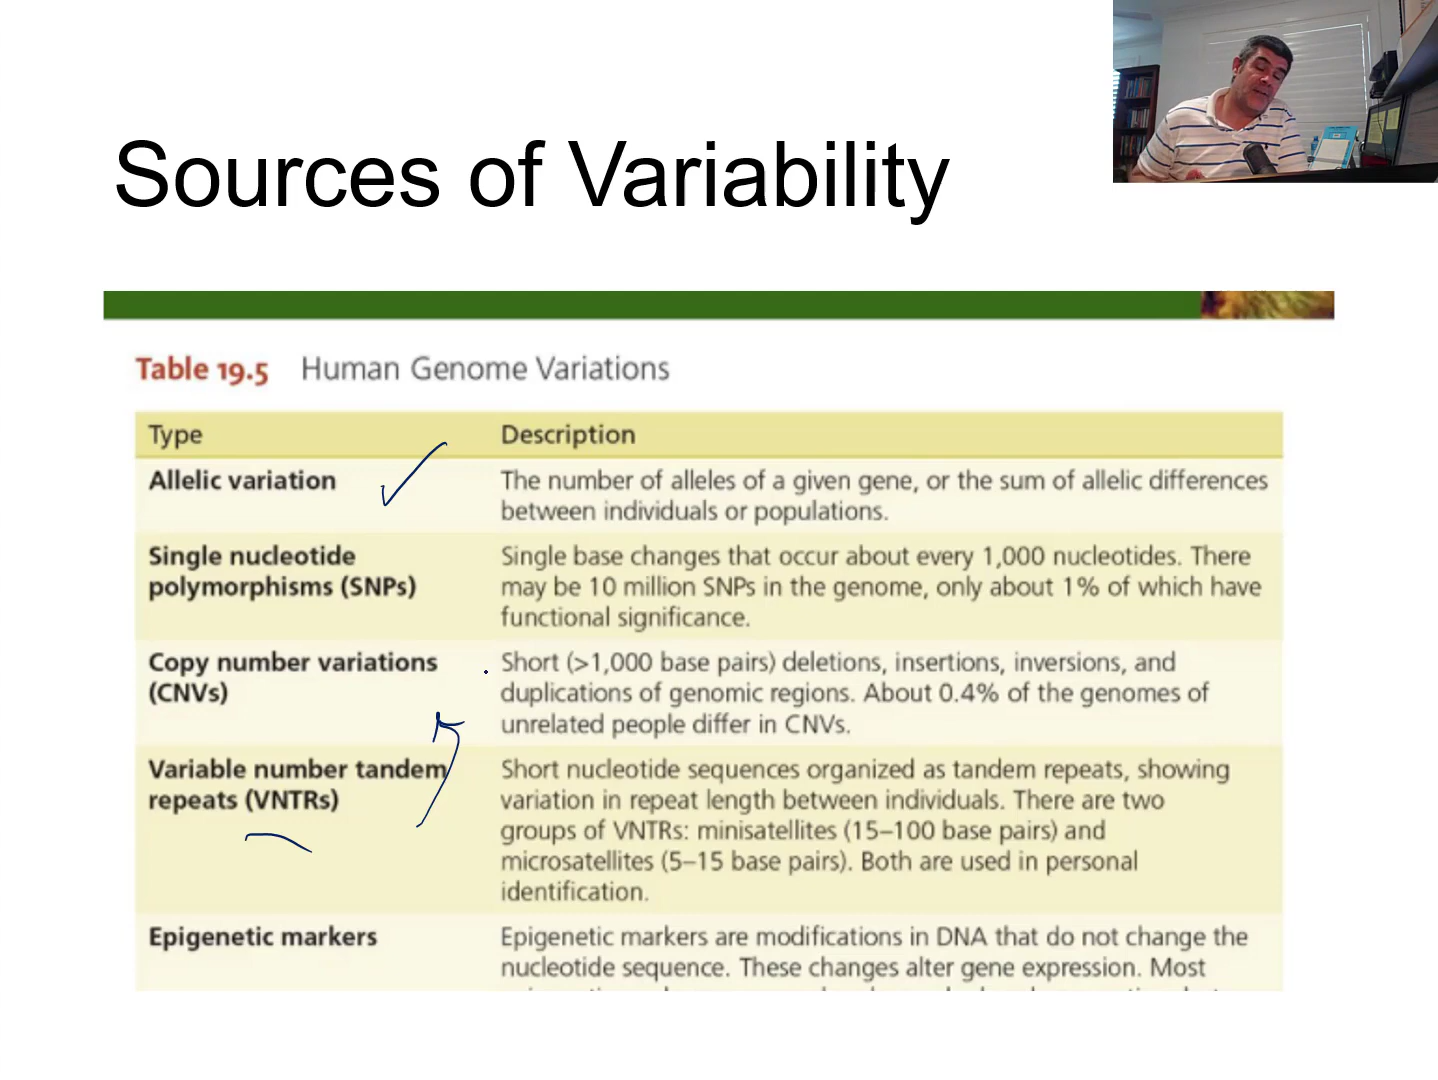 Sources of Variability
Table 19.5 Human Genome Variations
Type Description
Allelic variation The number of alleles of a given gene, or the sum of allelic differences
between individuals or populations.
Single nucleotide Single base changes that occur about every 1,000 nucleotides. There
polymorphisms (SNPs) may be 10 million SNPs in the genome, only about 1% of which have
functional significance.
Copy number variations Short (>1,000 base pairs) deletions, insertions, inversions, and
(CNVs) duplications of genomic regions. About 0.4% of the genomes of
unrelated people differ in CNVs.
Variable number tandem Short nucleotide sequences organized as tandem repeats, showing
repeats (VNTRs) variation in repeat length between individuals. There are two
groups of VNTRs: minisatellites (15–100 base pairs) and
microsatellites (5–15 base pairs). Both are used in personal
identification.
Epigenetic markers Epigenetic markers are modifications in DNA that do not change the
nucleotide sequence. These changes alter gene expression. Most